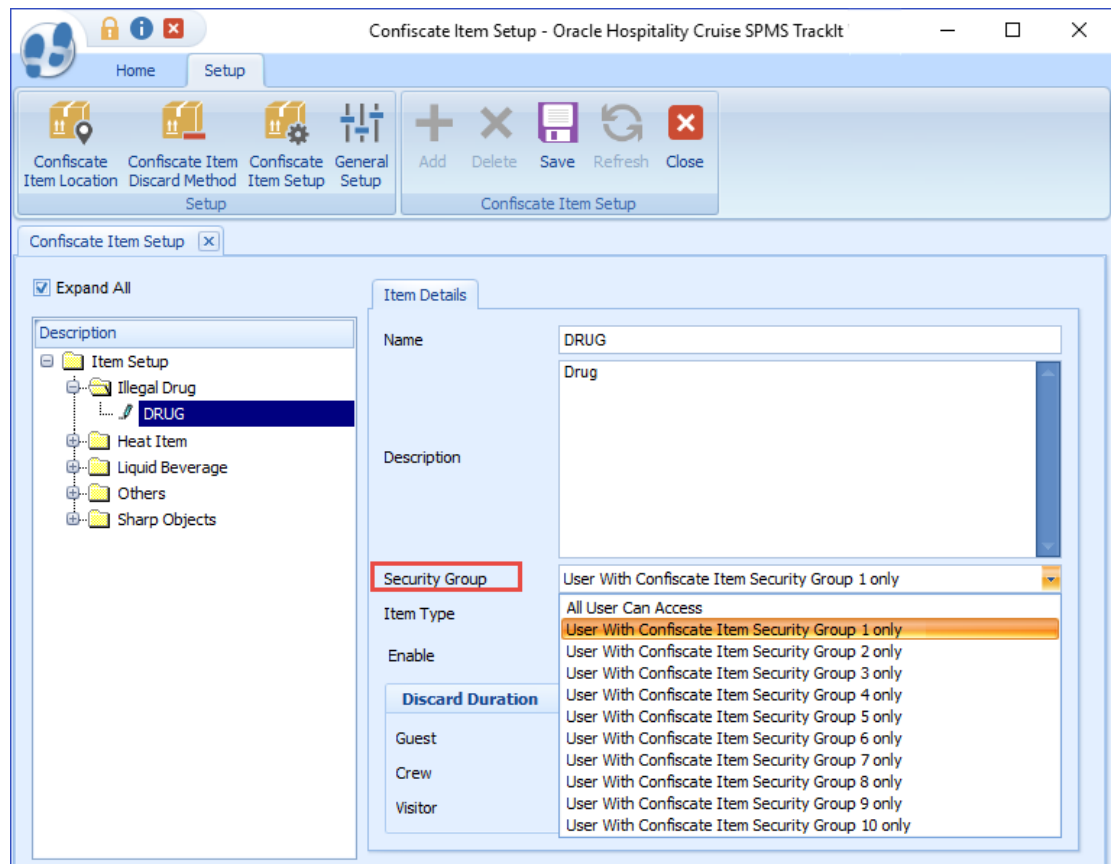 Confiscate Item Setup - Oracle Hospitality Cruise SPMS TrackIt
Home Setup
Confiscate Item Location
Confiscate Item Discard Method
Confiscate Item Setup
General Setup
Add Delete Save Refresh Close
Setup
Confiscate Item Setup
Confiscate Item Setup
Expand All
Description
Item Setup
Illegal Drug
DRUG
Heat Item
Liquid Beverage
Others
Sharp Objects
Item Details
Name DRUG
Description Drug
Security Group User With Confiscate Item Security Group 1 only
Item Type
Enable
All User Can Access
User With Confiscate Item Security Group 1 only
User With Confiscate Item Security Group 2 only
User With Confiscate Item Security Group 3 only
User With Confiscate Item Security Group 4 only
User With Confiscate Item Security Group 5 only
User With Confiscate Item Security Group 6 only
User With Confiscate Item Security Group 7 only
User With Confiscate Item Security Group 8 only
User With Confiscate Item Security Group 9 only
User With Confiscate Item Security Group 10 only
Discard Duration
Guest
Crew
Visitor